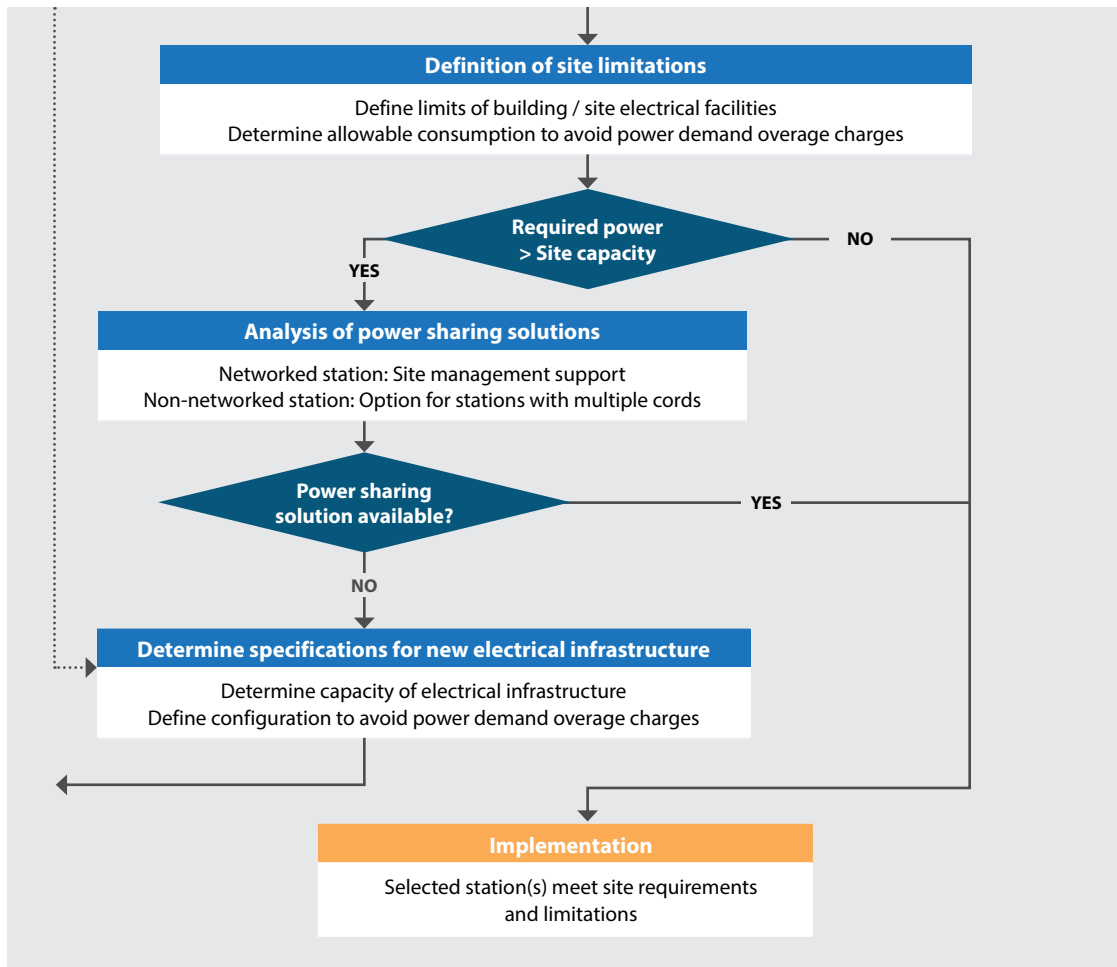 Definition of site limitations
Define limits of building / site electrical facilities
Determine allowable consumption to avoid power demand overage charges
Required power
> Site capacity
NO
YES
Analysis of power sharing solutions
Networked station: Site management support
Non-networked station: Option for stations with multiple cords
Power sharing
solution available?
YES
NO
Determine specifications for new electrical infrastructure
Determine capacity of electrical infrastructure
Define configuration to avoid power demand overage charges
Implementation
Selected station(s) meet site requirements
and limitations